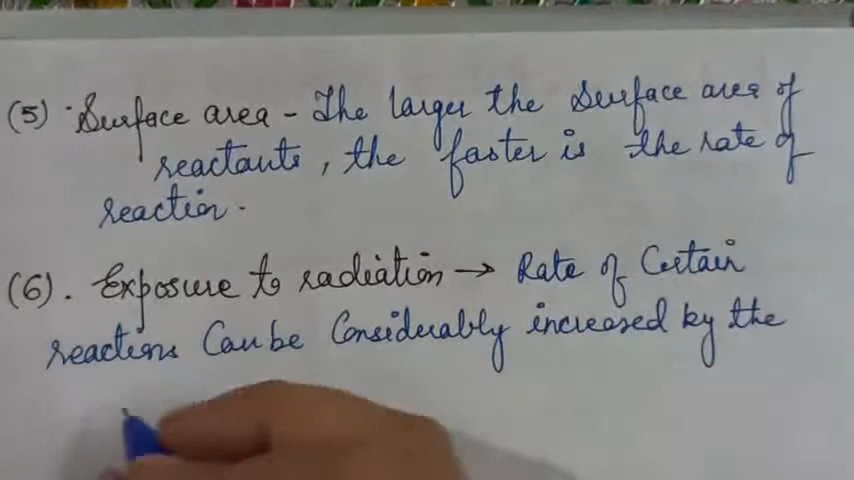 (5) Surface area - The larger the Surface area of
reactants, the faster is the rate of
reaction.
(6). Exposure to radiation → Rate of Certain
reactions Can be Considerably increased by the